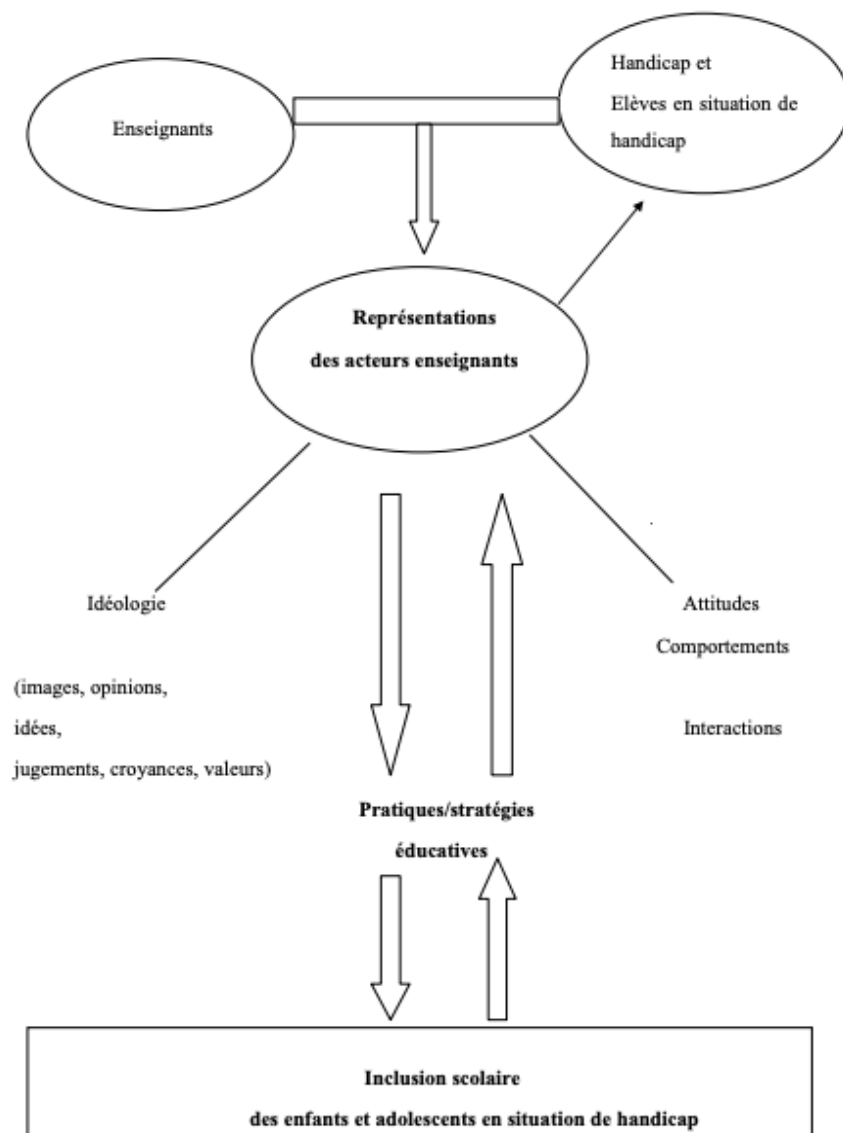 Handicap et
Enseignants
Elèves en situation de
handicap
Représentations
des acteurs enseignants
Idéologie
Attitudes
Comportements
(images, opinions,
idées,
Interactions
jugements, croyances, valeurs)
Pratiques/stratégies
éducatives
Inclusion scolaire
des enfants et adolescents en situation de handicap